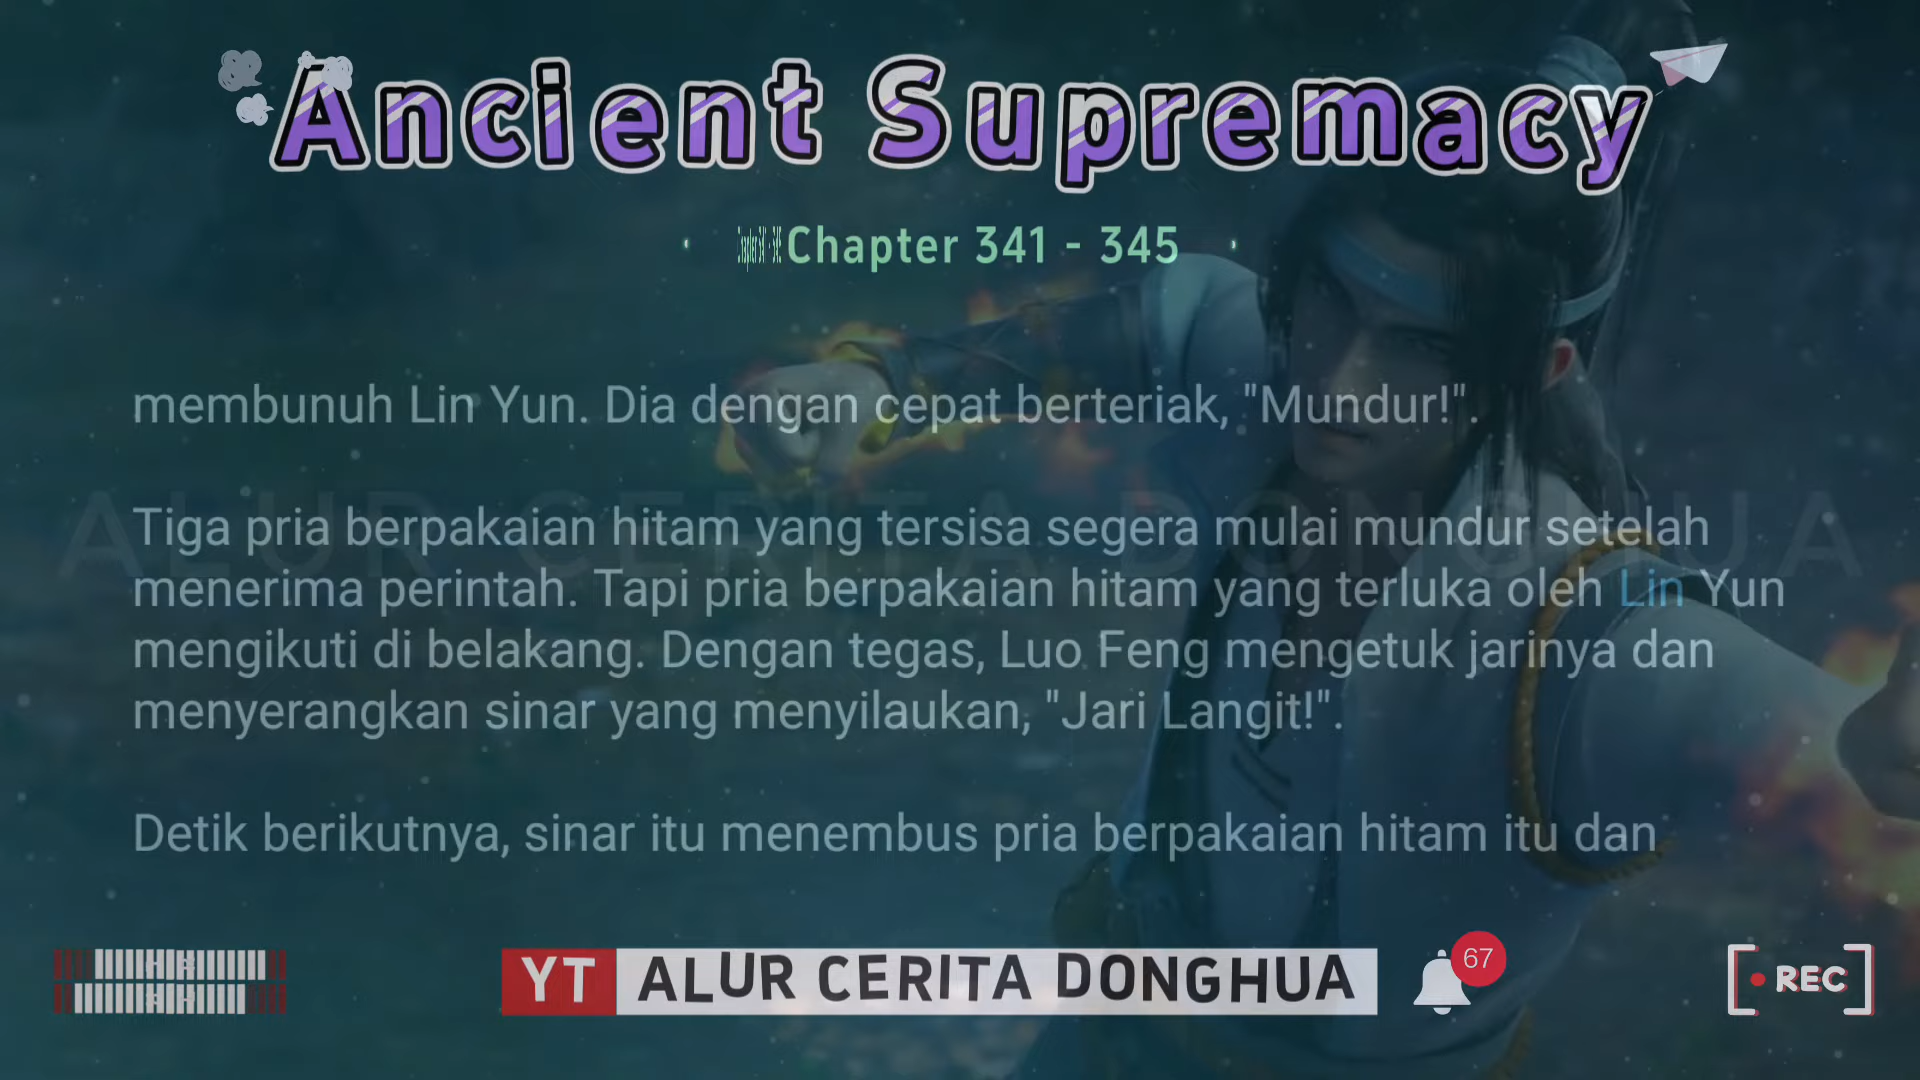 Ancient Supremacy
Chapter 341 - 345
membunuh Lin Yun. Dia dengan cepat berteriak, "Mundur!".
ALUR CERITA DONGHUA
Tiga pria berpakaian hitam yang tersisa segera mulai mundur setelah
menerima perintah. Tapi pria berpakaian hitam yang terluka oleh Lin Yun
mengikuti di belakang. Dengan tegas, Luo Feng mengetuk jarinya dan
menyerangkan sinar yang menyilaukan, "Jari Langit!".
Detik berikutnya, sinar itu menembus pria berpakaian hitam itu dan
YT ALUR CERITA DONGHUA
67
REC